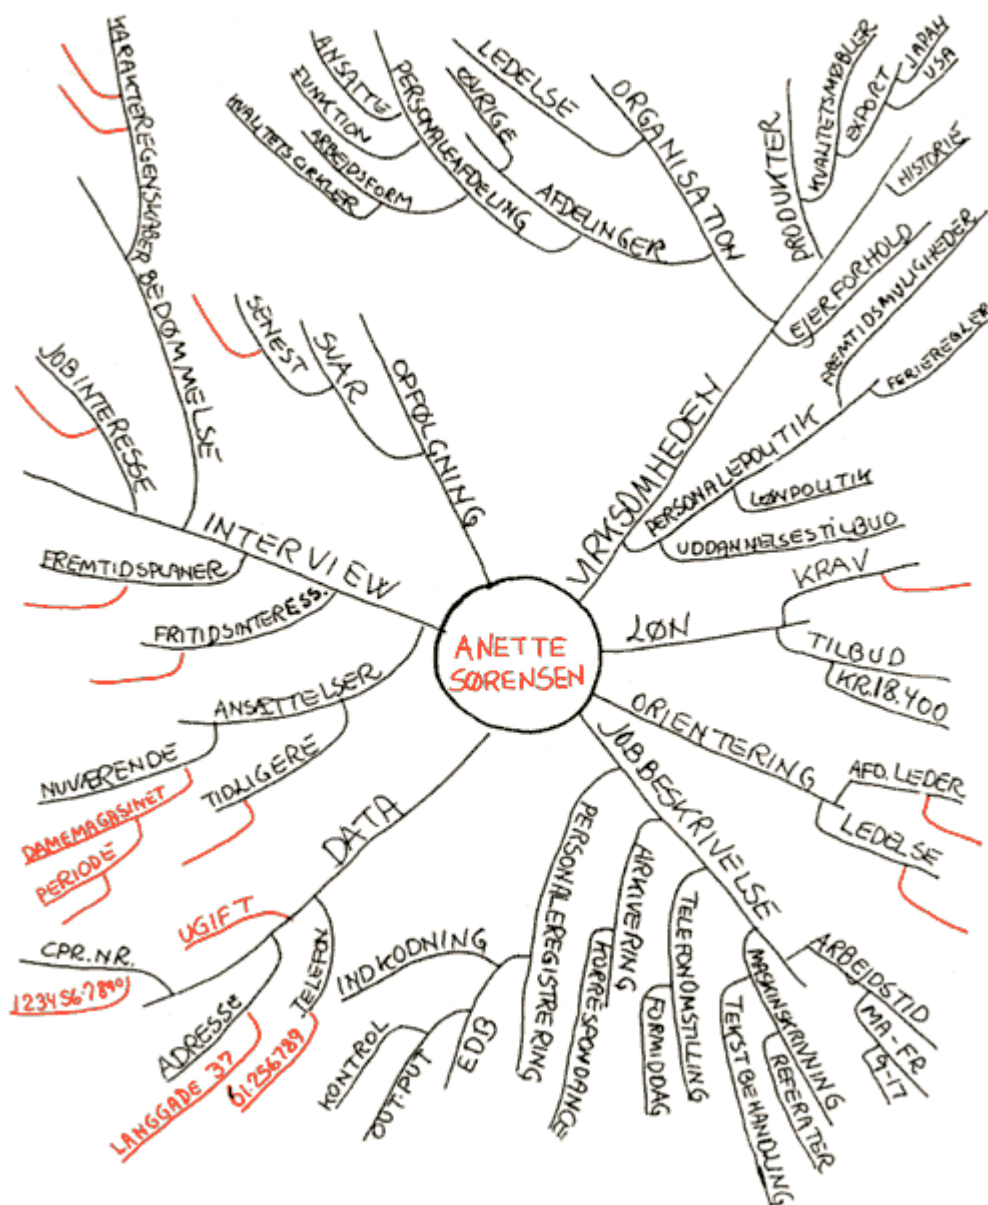 ANETTE
SØRENSEN
VIRKSOMHEDEN
HISTORIE
PRODUKTER
KVALITETSMØBLER
EXPORT
JAPAN
USA
EJERFORHOLD
ORGANISATION
LEDELSE
AFDELINGER
ØVRIGE
PERSONALEAFDELING
ANSATTE
FUNKTION
ARBEJDSFORM
KVALITETSCIRKLER
PERSONALEPOLITIK
FREMTIDSMULIGHEDER
FERIEREGLER
LØNPOLITIK
UDDANNELSESTILBUD
LØN
KRAV
TILBUD
KR.18.400
ORIENTERING
AFD. LEDER
LEDELSE
JOBBESKRIVELSE
ARBEJDSTID
MA-FR
9-17
MASKINSKRIVNING
REFERATER
TEKSTBEHANDLING
TELEFONOMSTILLING
FORMIDDAG
ARKIVERING
KORRESPONDANCE
PERSONALEREGISTRERING
EDB
INDKODNING
OUTPUT
KONTROL
DATA
UGIFT
TELEFON
01.256789
ADRESSE
LANGGADE 37
CPR.NR.
123456-7890
ANSÆTTELSER
TIDLIGERE
NUVÆRENDE
DAMEMAGASINET
PERIODE
INTERVIEW
FRITIDSINTERESS.
FREMTIDSPLANER
JOBINTERESSE
BEDØMMELSE
KARAKTEREGENSKABER
OPFØLGNING
SVAR
SENEST